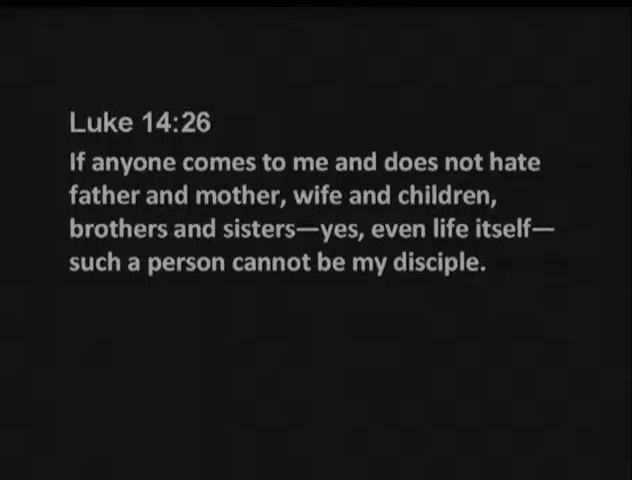 Luke 14:26
If anyone comes to me and does not hate
father and mother, wife and children,
brothers and sisters—yes, even life itself—
such a person cannot be my disciple.